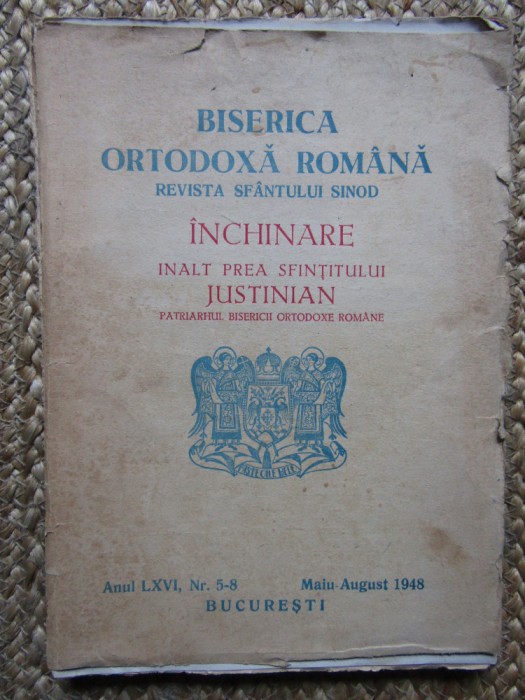 BISERICA
ORTODOXĂ ROMÂNĂ
REVISTA SFÂNTULUI SINOD
ÎNCHINARE
INALT PREA SFINȚITULUI
JUSTINIAN
PATRIARHUL BISERICII ORTODOXE ROMÂNE
Anul LXVI, Nr. 5-8 Maiu-August 1948
BUCUREȘTI